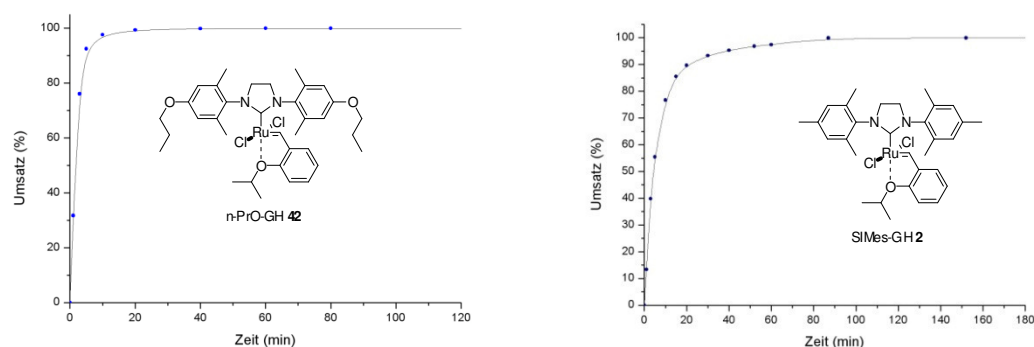 100
80
60
40
20
0
Umsatz (%)
0 20 40 60 80 100 120
Zeit (min)
O
N N
Cl
Ru
Cl
O
O
n-PrO-GH 42
100
90
80
70
60
50
40
30
20
10
0
Umsatz (%)
0 20 40 60 80 100 120 140 160 180
Zeit (min)
N N
Cl
Ru
Cl
O
SIMes-GH 2